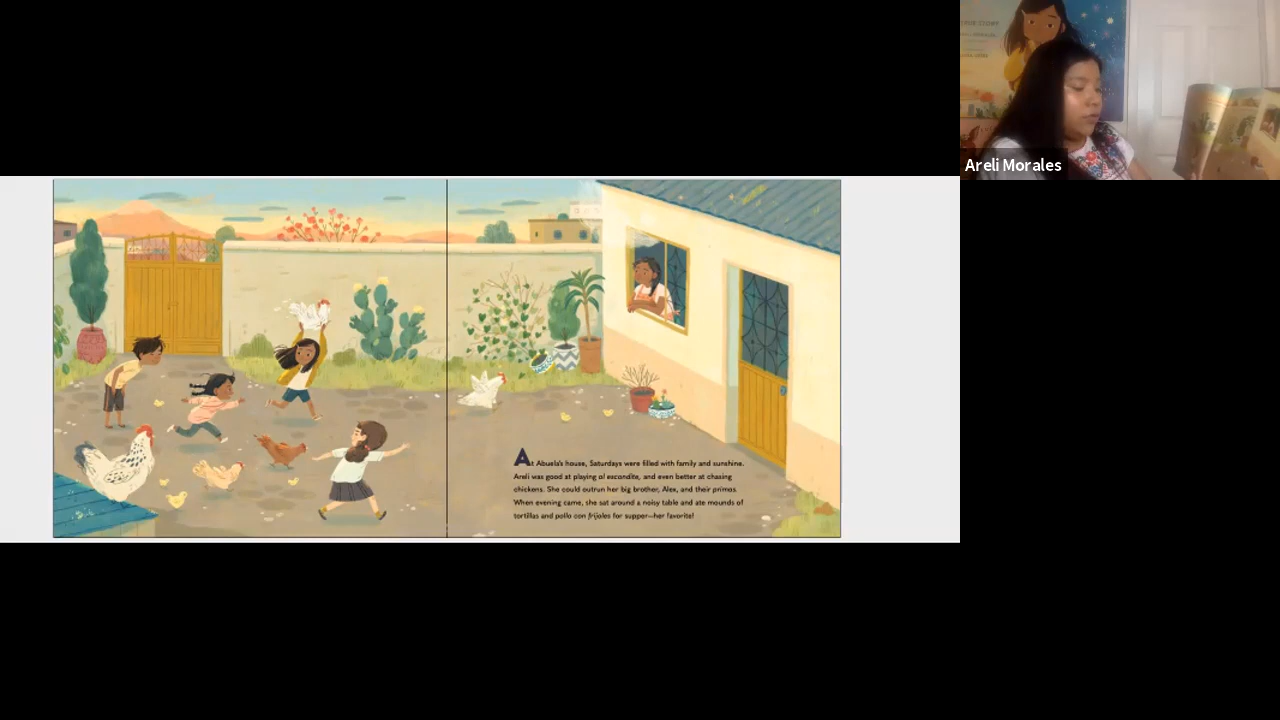 At Abuela's house, Saturdays were filled with family and sunshine.
Areli was good at playing al escondite, and even better at chasing
chickens. She could outrun her big brother, Alex, and their primos.
When evening came, she sat around a noisy table and ate mounds of
tortillas and pollo con frijoles for supper—her favorite!
Areli Morales